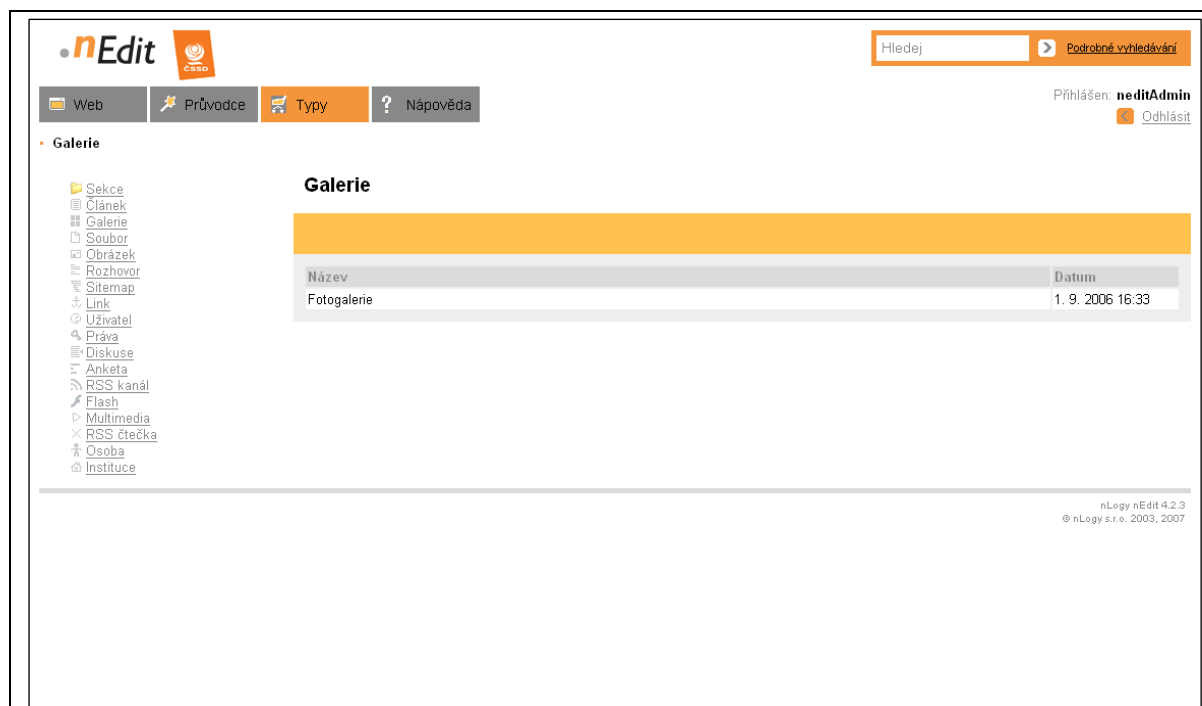 nEdit
ČSSD
Hledej
Podrobné vyhledávání
Web
Průvodce
Typy
? Nápověda
Přihlášen: neditAdmin
Odhlásit
Galerie
Galerie
Sekce
Článek
Galerie
Soubor
Obrázek
Rozhovor
Sitemap
Link
Uživatel
Práva
Diskuse
Anketa
RSS kanál
Flash
Multimedia
RSS čtečka
Osoba
Instituce
Název Datum
Fotogalerie 1. 9. 2006 16:33
nLogy nEdit 4.2.3
© nLogy s.r.o. 2003, 2007